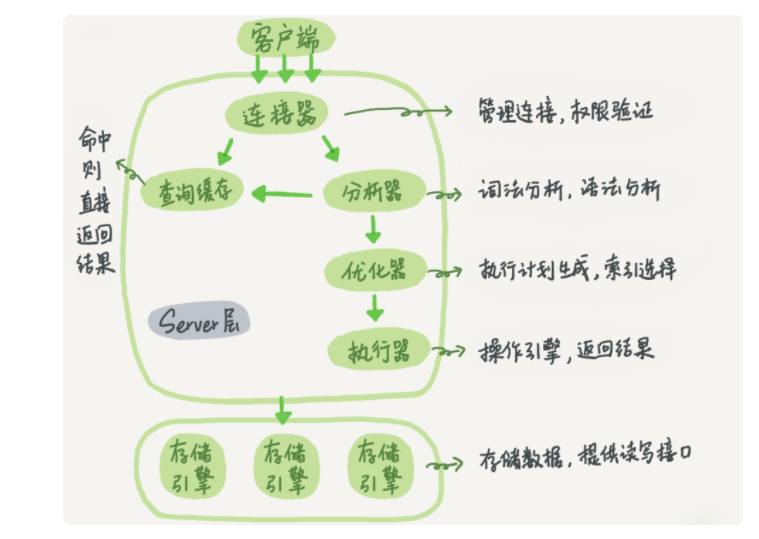 客户端
连接器
管理连接，权限验证
命中
则
直接
返回
结果
查询缓存
分析器
词法分析，语法分析
优化器
执行计划生成，索引选择
Server层
执行器
操作引擎，返回结果
存储
引擎
存储
引擎
存储
引擎
存储数据，提供读写接口